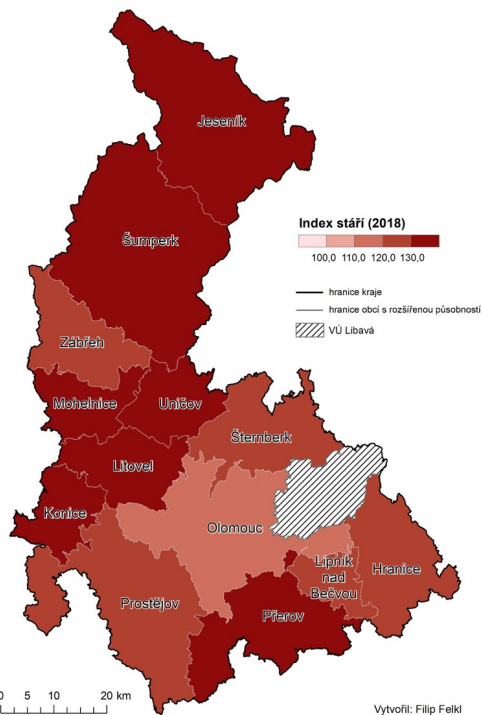 Jeseník
Šumperk
Index stáří (2018)
100,0 110,0 120,0 130,0
hranice kraje
hranice obcí s rozšířenou působností
VÚ Libavá
Zábřeh
Mohelnice
Uničov
Šternberk
Litovel
Konice
Olomouc
Lipník
nad
Bečvou
Hranice
Prostějov
Přerov
0 5 10 20 km
Vytvořil: Filip Felkl